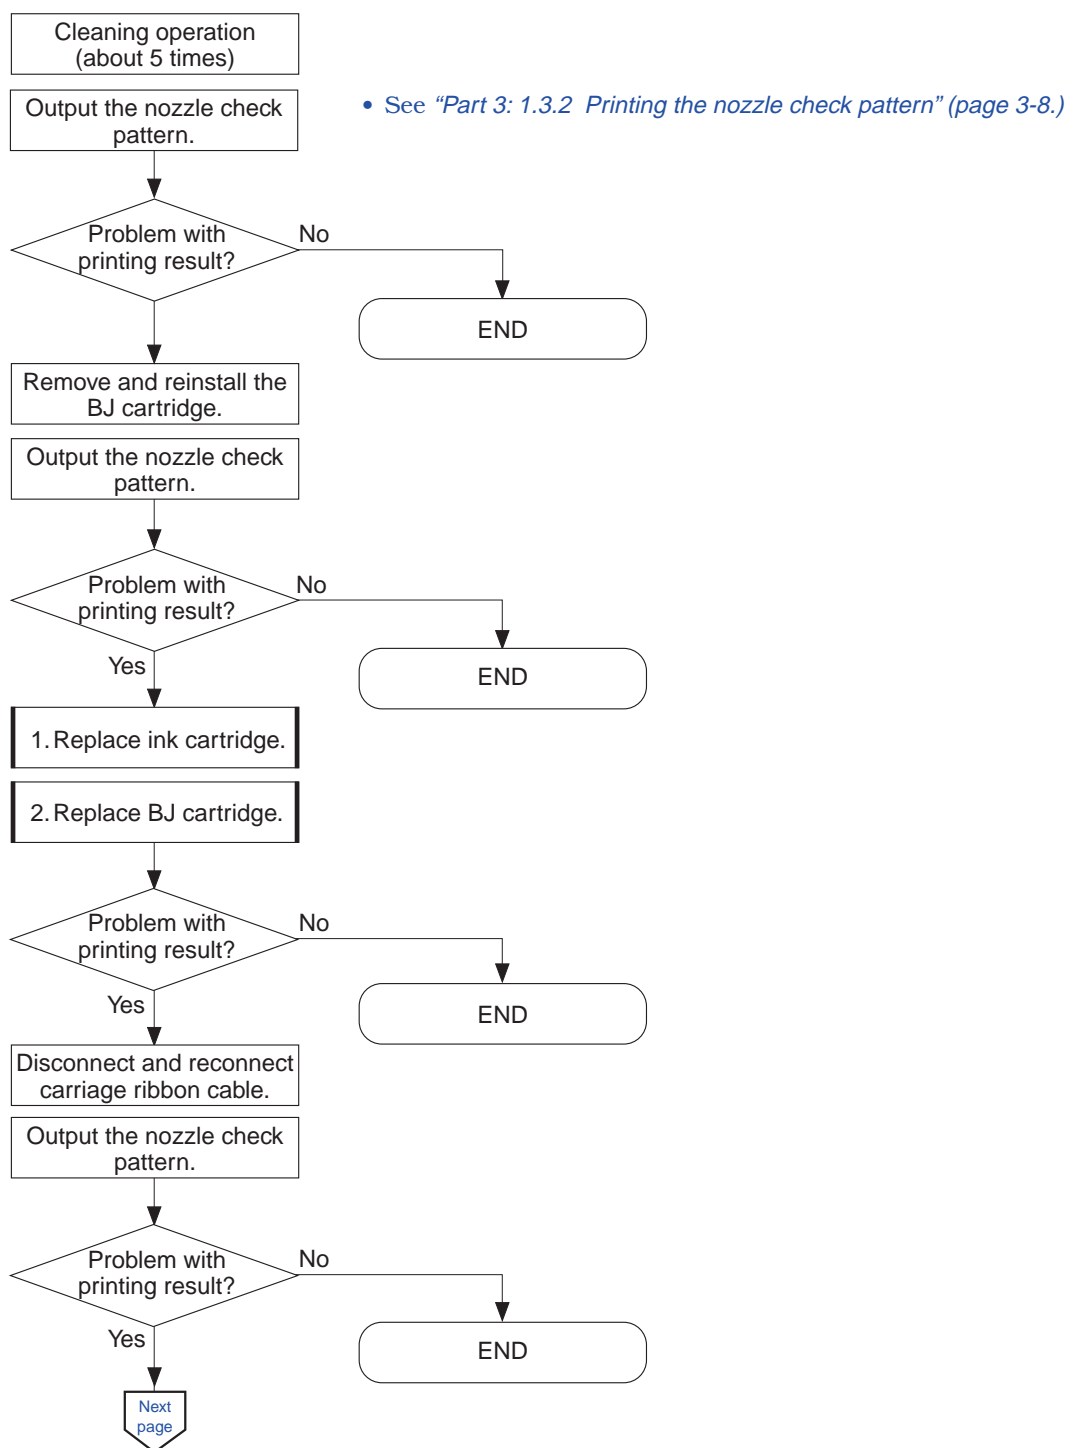 Cleaning operation
(about 5 times)
Output the nozzle check
pattern.
• See “Part 3: 1.3.2 Printing the nozzle check pattern” (page 3-8.)
Problem with
printing result?
No
END
Remove and reinstall the
BJ cartridge.
Output the nozzle check
pattern.
Problem with
printing result?
No
END
Yes
1. Replace ink cartridge.
2. Replace BJ cartridge.
Problem with
printing result?
No
END
Yes
Disconnect and reconnect
carriage ribbon cable.
Output the nozzle check
pattern.
Problem with
printing result?
No
END
Yes
Next
page